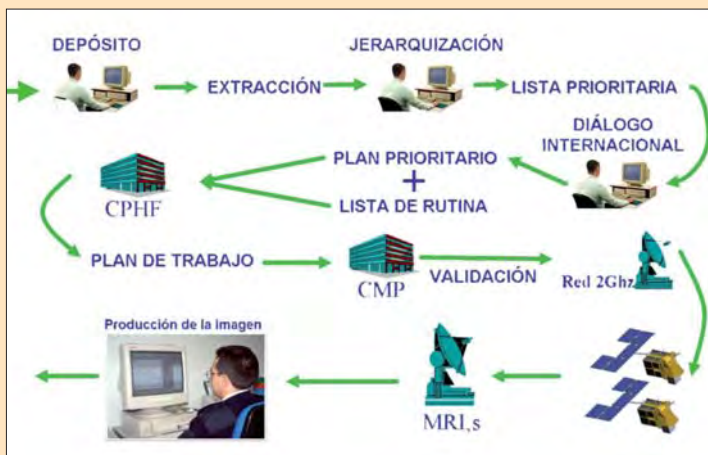 DEPÓSITO
EXTRACCIÓN
JERARQUIZACIÓN
LISTA PRIORITARIA
DIÁLOGO
INTERNACIONAL
PLAN PRIORITARIO
+
LISTA DE RUTINA
CPHF
PLAN DE TRABAJO
CMP
VALIDACIÓN
Red 2Ghz
MRI,s
Producción de la imagen